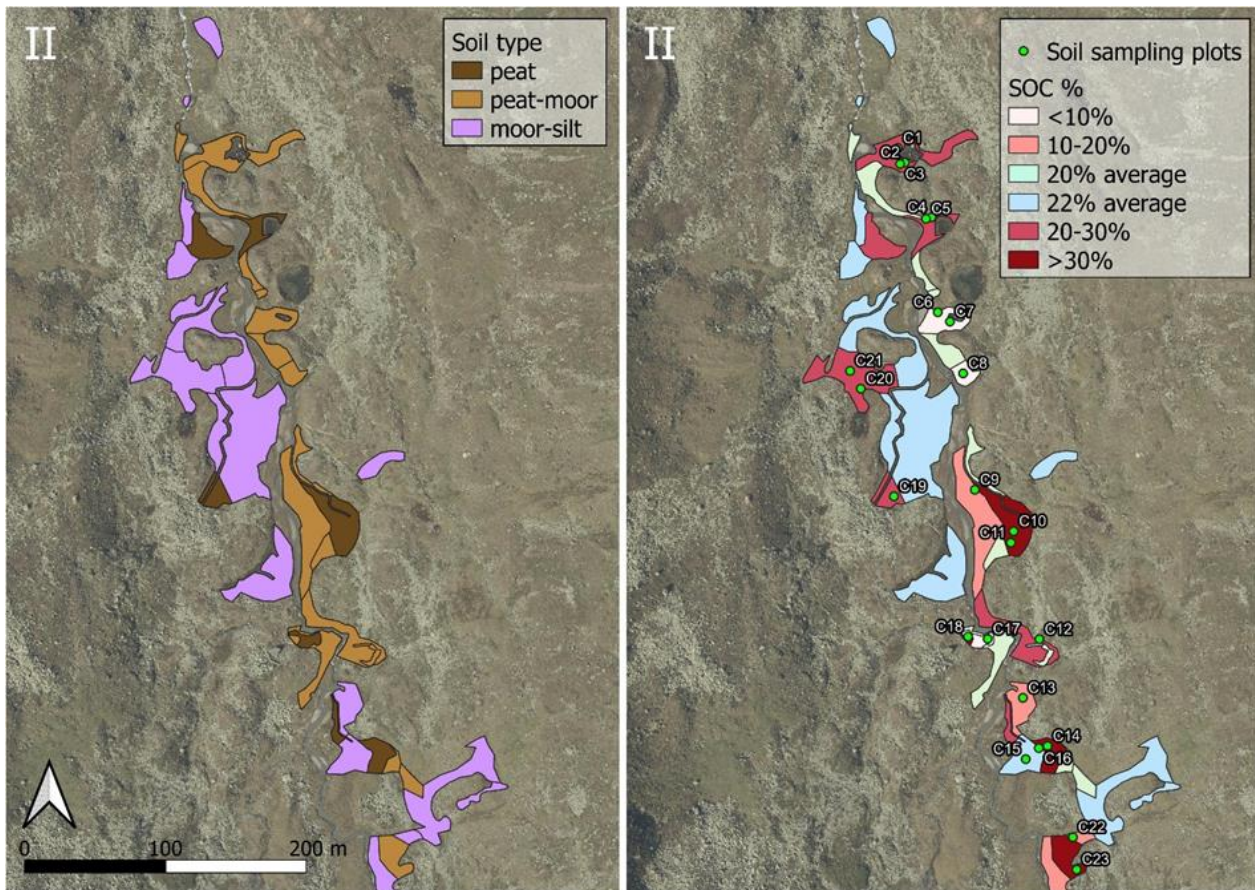 II
Soil type
peat
peat-moor
moor-silt
0 100 200 m
II
Soil sampling plots
SOC %
<10%
10-20%
20% average
22% average
20-30%
>30%
C1
C2
C3
C4 C5
C6
C7
C8
C21
C20
C19
C9
C10
C11
C18 C17 C12
C13
C14
C15
C16
C22
C23